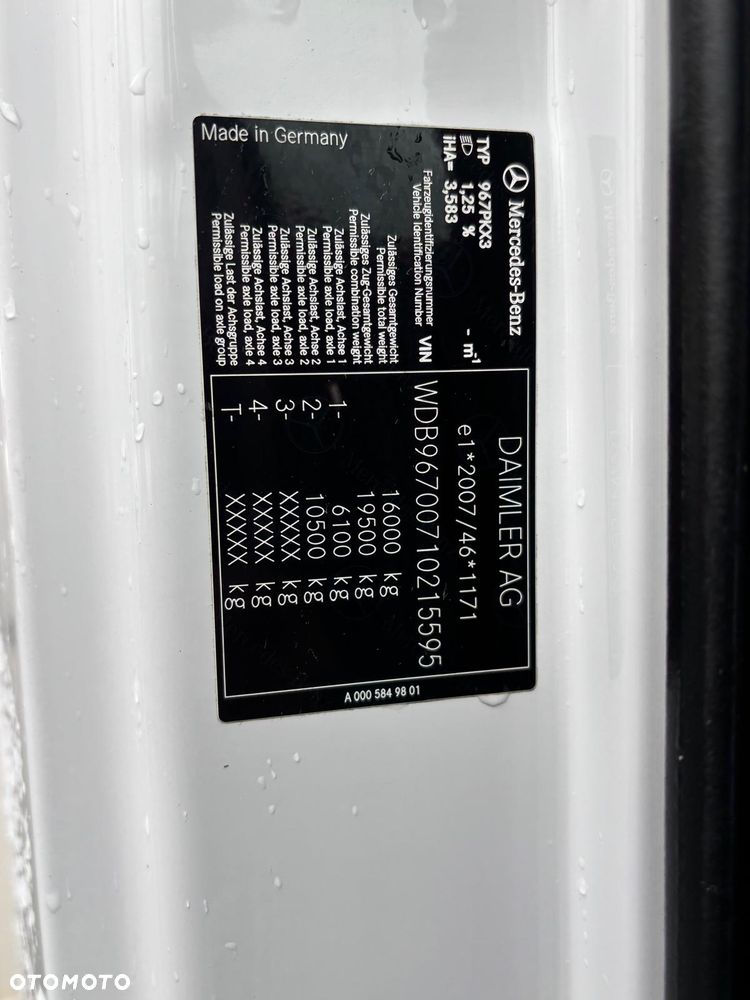 Mercedes-Benz
TYP 967PKX3
1,25 % - m⁻¹
iHA= 3,583
DAIMLER AG
e1*2007/46*1171
Fahrzeugidentifizierungsnummer
Vehicle Identification Number VIN WDB9670071O215595
Zulässiges Gesamtgewicht
Permissible total weight 16000 kg
Zulässiges Zug-Gesamtgewicht
Permissible combination weight 19500 kg
Zulässige Achslast, Achse 1
Permissible axle load, axle 1 1- 6100 kg
Zulässige Achslast, Achse 2
Permissible axle load, axle 2 2- 10500 kg
Zulässige Achslast, Achse 3
Permissible axle load, axle 3 3- XXXXX kg
Zulässige Achslast, Achse 4
Permissible axle load, axle 4 4- XXXXX kg
Zulässige Last der Achsgruppe
Permissible load on axle group T- XXXXX kg
Made in Germany
A 000 584 98 01
OTOMOTO